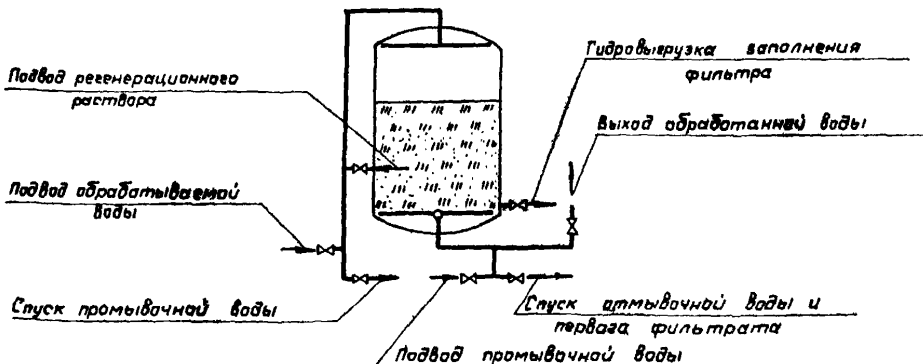 Гидровыгрузка заполнения
фильтра
Подвод регенерационного
раствора
Выход обработанной воды
Подвод обрабатываемой
воды
Спуск промывочной воды
Спуск отмывочной воды и
первого фильтрата
Подвод промывочной воды